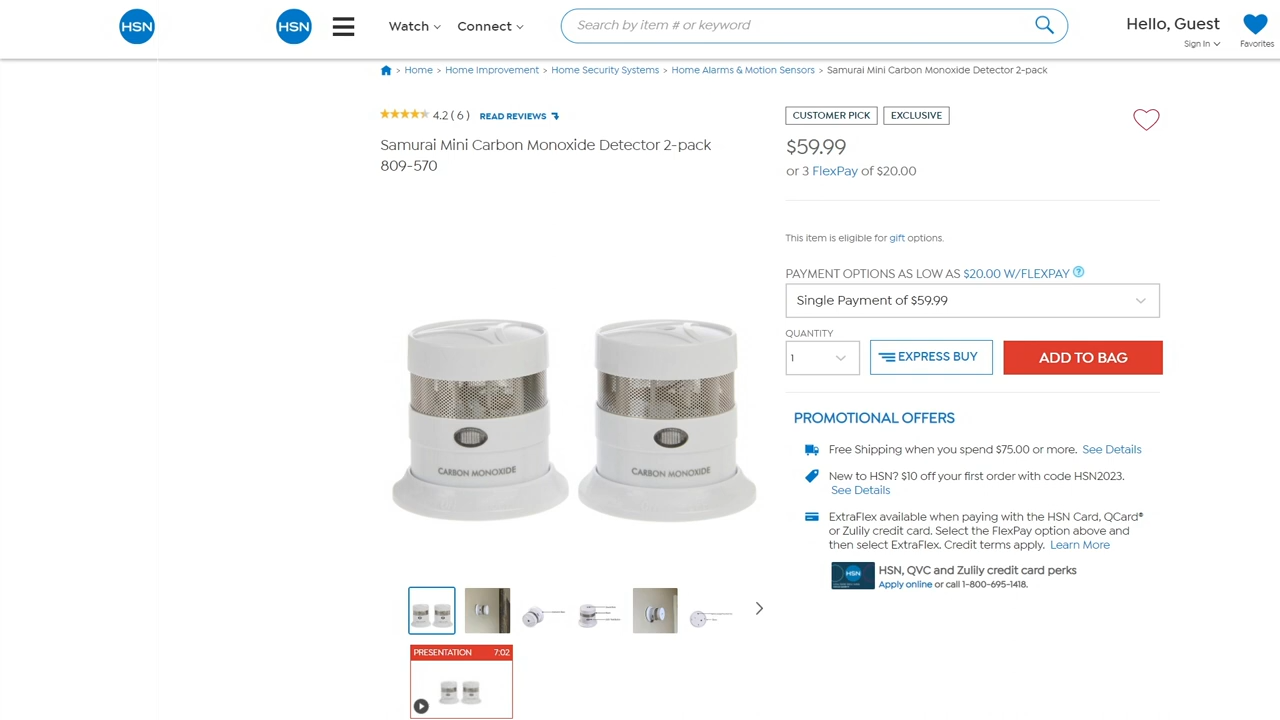 HSN
HSN
Watch
Connect
Search by item # or keyword
Hello, Guest
Sign In
Favorites
> Home > Home Improvement > Home Security Systems > Home Alarms & Motion Sensors > Samurai Mini Carbon Monoxide Detector 2-pack
4.2 ( 6 ) READ REVIEWS
Samurai Mini Carbon Monoxide Detector 2-pack
809-570
CARBON MONOXIDE
CARBON MONOXIDE
PRESENTATION 7:02
CUSTOMER PICK
EXCLUSIVE
$59.99
or 3 FlexPay of $20.00
This item is eligible for gift options.
PAYMENT OPTIONS AS LOW AS $20.00 W/FLEXPAY ?
Single Payment of $59.99
QUANTITY
1
EXPRESS BUY
ADD TO BAG
PROMOTIONAL OFFERS
Free Shipping when you spend $75.00 or more. See Details
New to HSN? $10 off your first order with code HSN2023.
See Details
ExtraFlex available when paying with the HSN Card, QCard®
or Zulily credit card. Select the FlexPay option above and
then select ExtraFlex. Credit terms apply. Learn More
HSN
HSN, QVC and Zulily credit card perks
Apply online or call 1-800-695-1418.